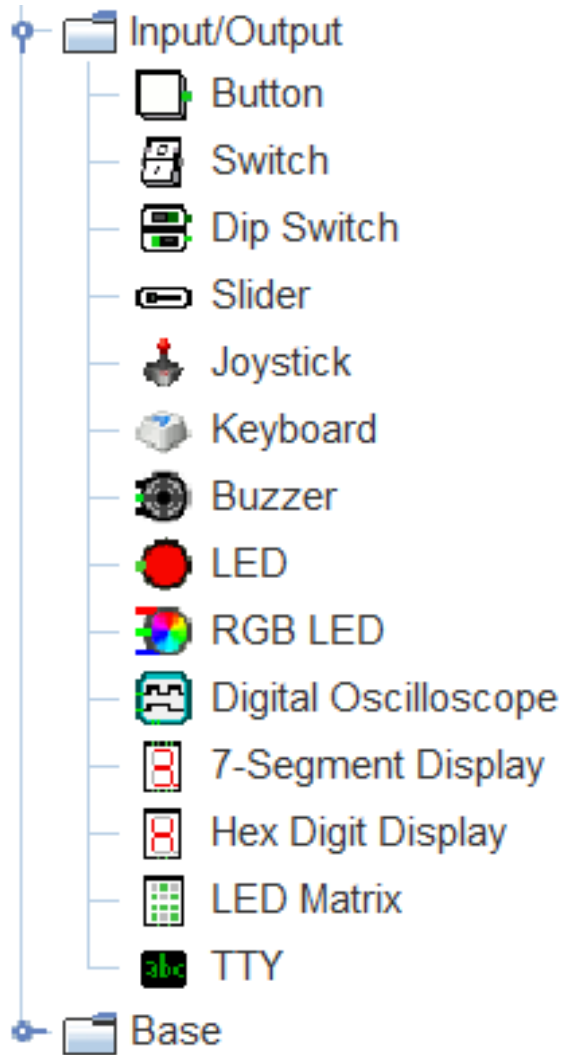 Input/Output
Button
Switch
Dip Switch
Slider
Joystick
Keyboard
Buzzer
LED
RGB LED
Digital Oscilloscope
7-Segment Display
Hex Digit Display
LED Matrix
abc TTY
Base